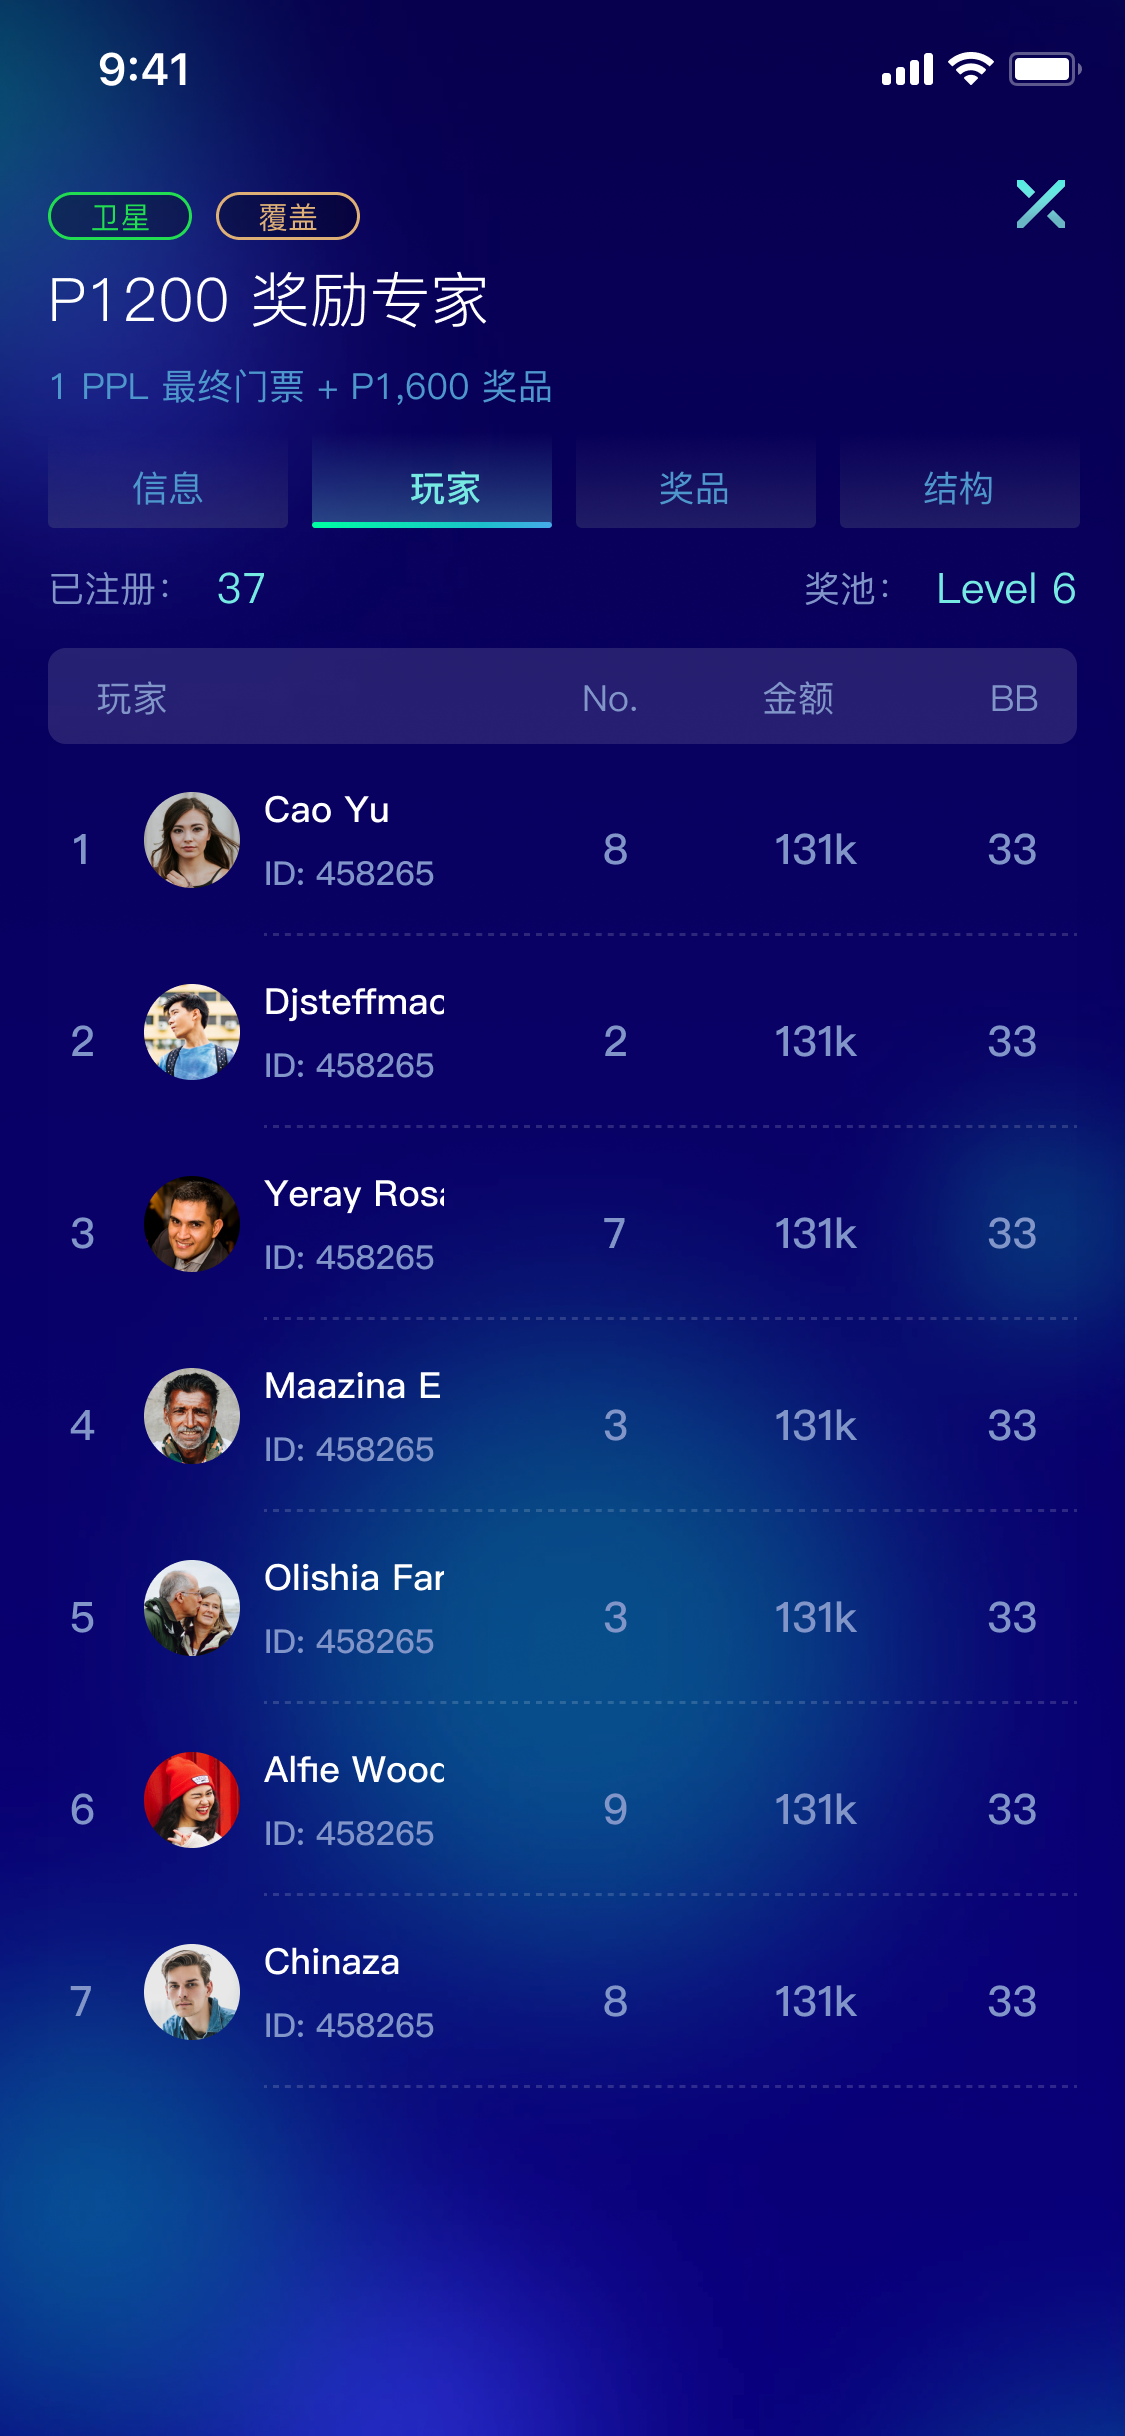 9:41
卫星 覆盖
P1200 奖励专家
1 PPL 最终门票 + P1,600 奖品
信息 玩家 奖品 结构
已注册： 37 奖池： Level 6
玩家 No. 金额 BB
Cao Yu
1 8 131k 33
ID: 458265
Djsteffmac
2 2 131k 33
ID: 458265
Yeray Rosa
3 7 131k 33
ID: 458265
Maazina E
4 3 131k 33
ID: 458265
Olishia Far
5 3 131k 33
ID: 458265
Alfie Wood
6 9 131k 33
ID: 458265
Chinaza
7 8 131k 33
ID: 458265